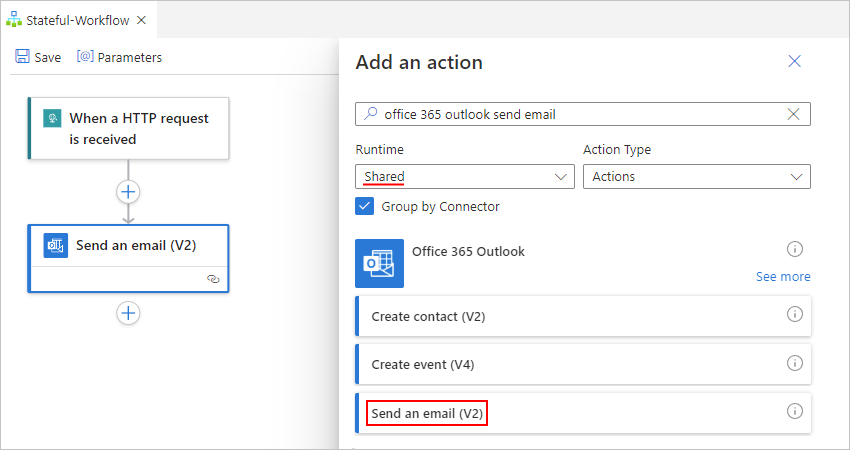 Stateful-Workflow
Save
Parameters
When a HTTP request
is received
Send an email (V2)
Add an action
office 365 outlook send email
Runtime
Action Type
Shared
Actions
Group by Connector
Office 365 Outlook
See more
Create contact (V2)
Create event (V4)
Send an email (V2)